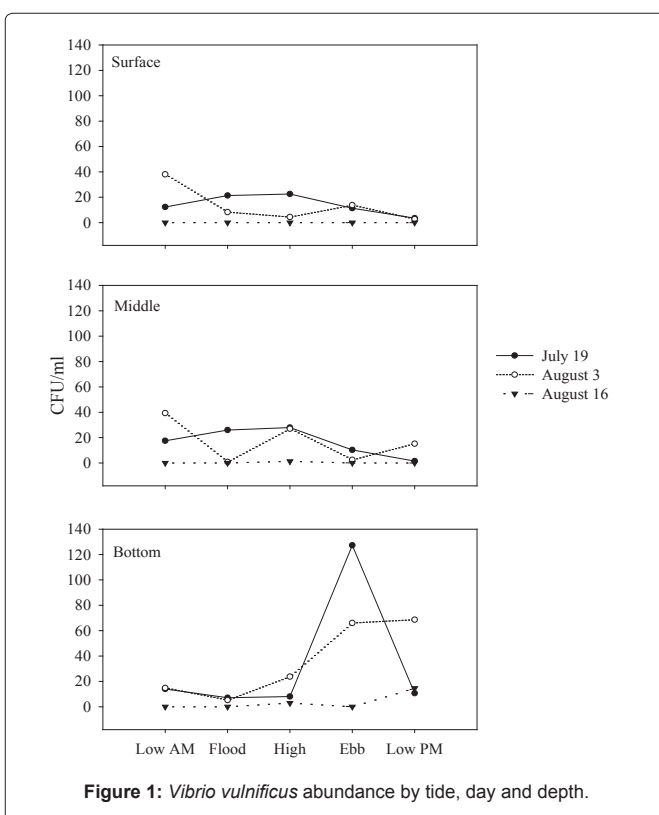 140
120
100
80
60
40
20
0
Surface
140
120
100
80
60
40
20
0
Middle
CFU/ml
July 19
August 3
August 16
140
120
100
80
60
40
20
0
Bottom
Low AM Flood High Ebb Low PM
Figure 1: Vibrio vulnificus abundance by tide, day and depth.